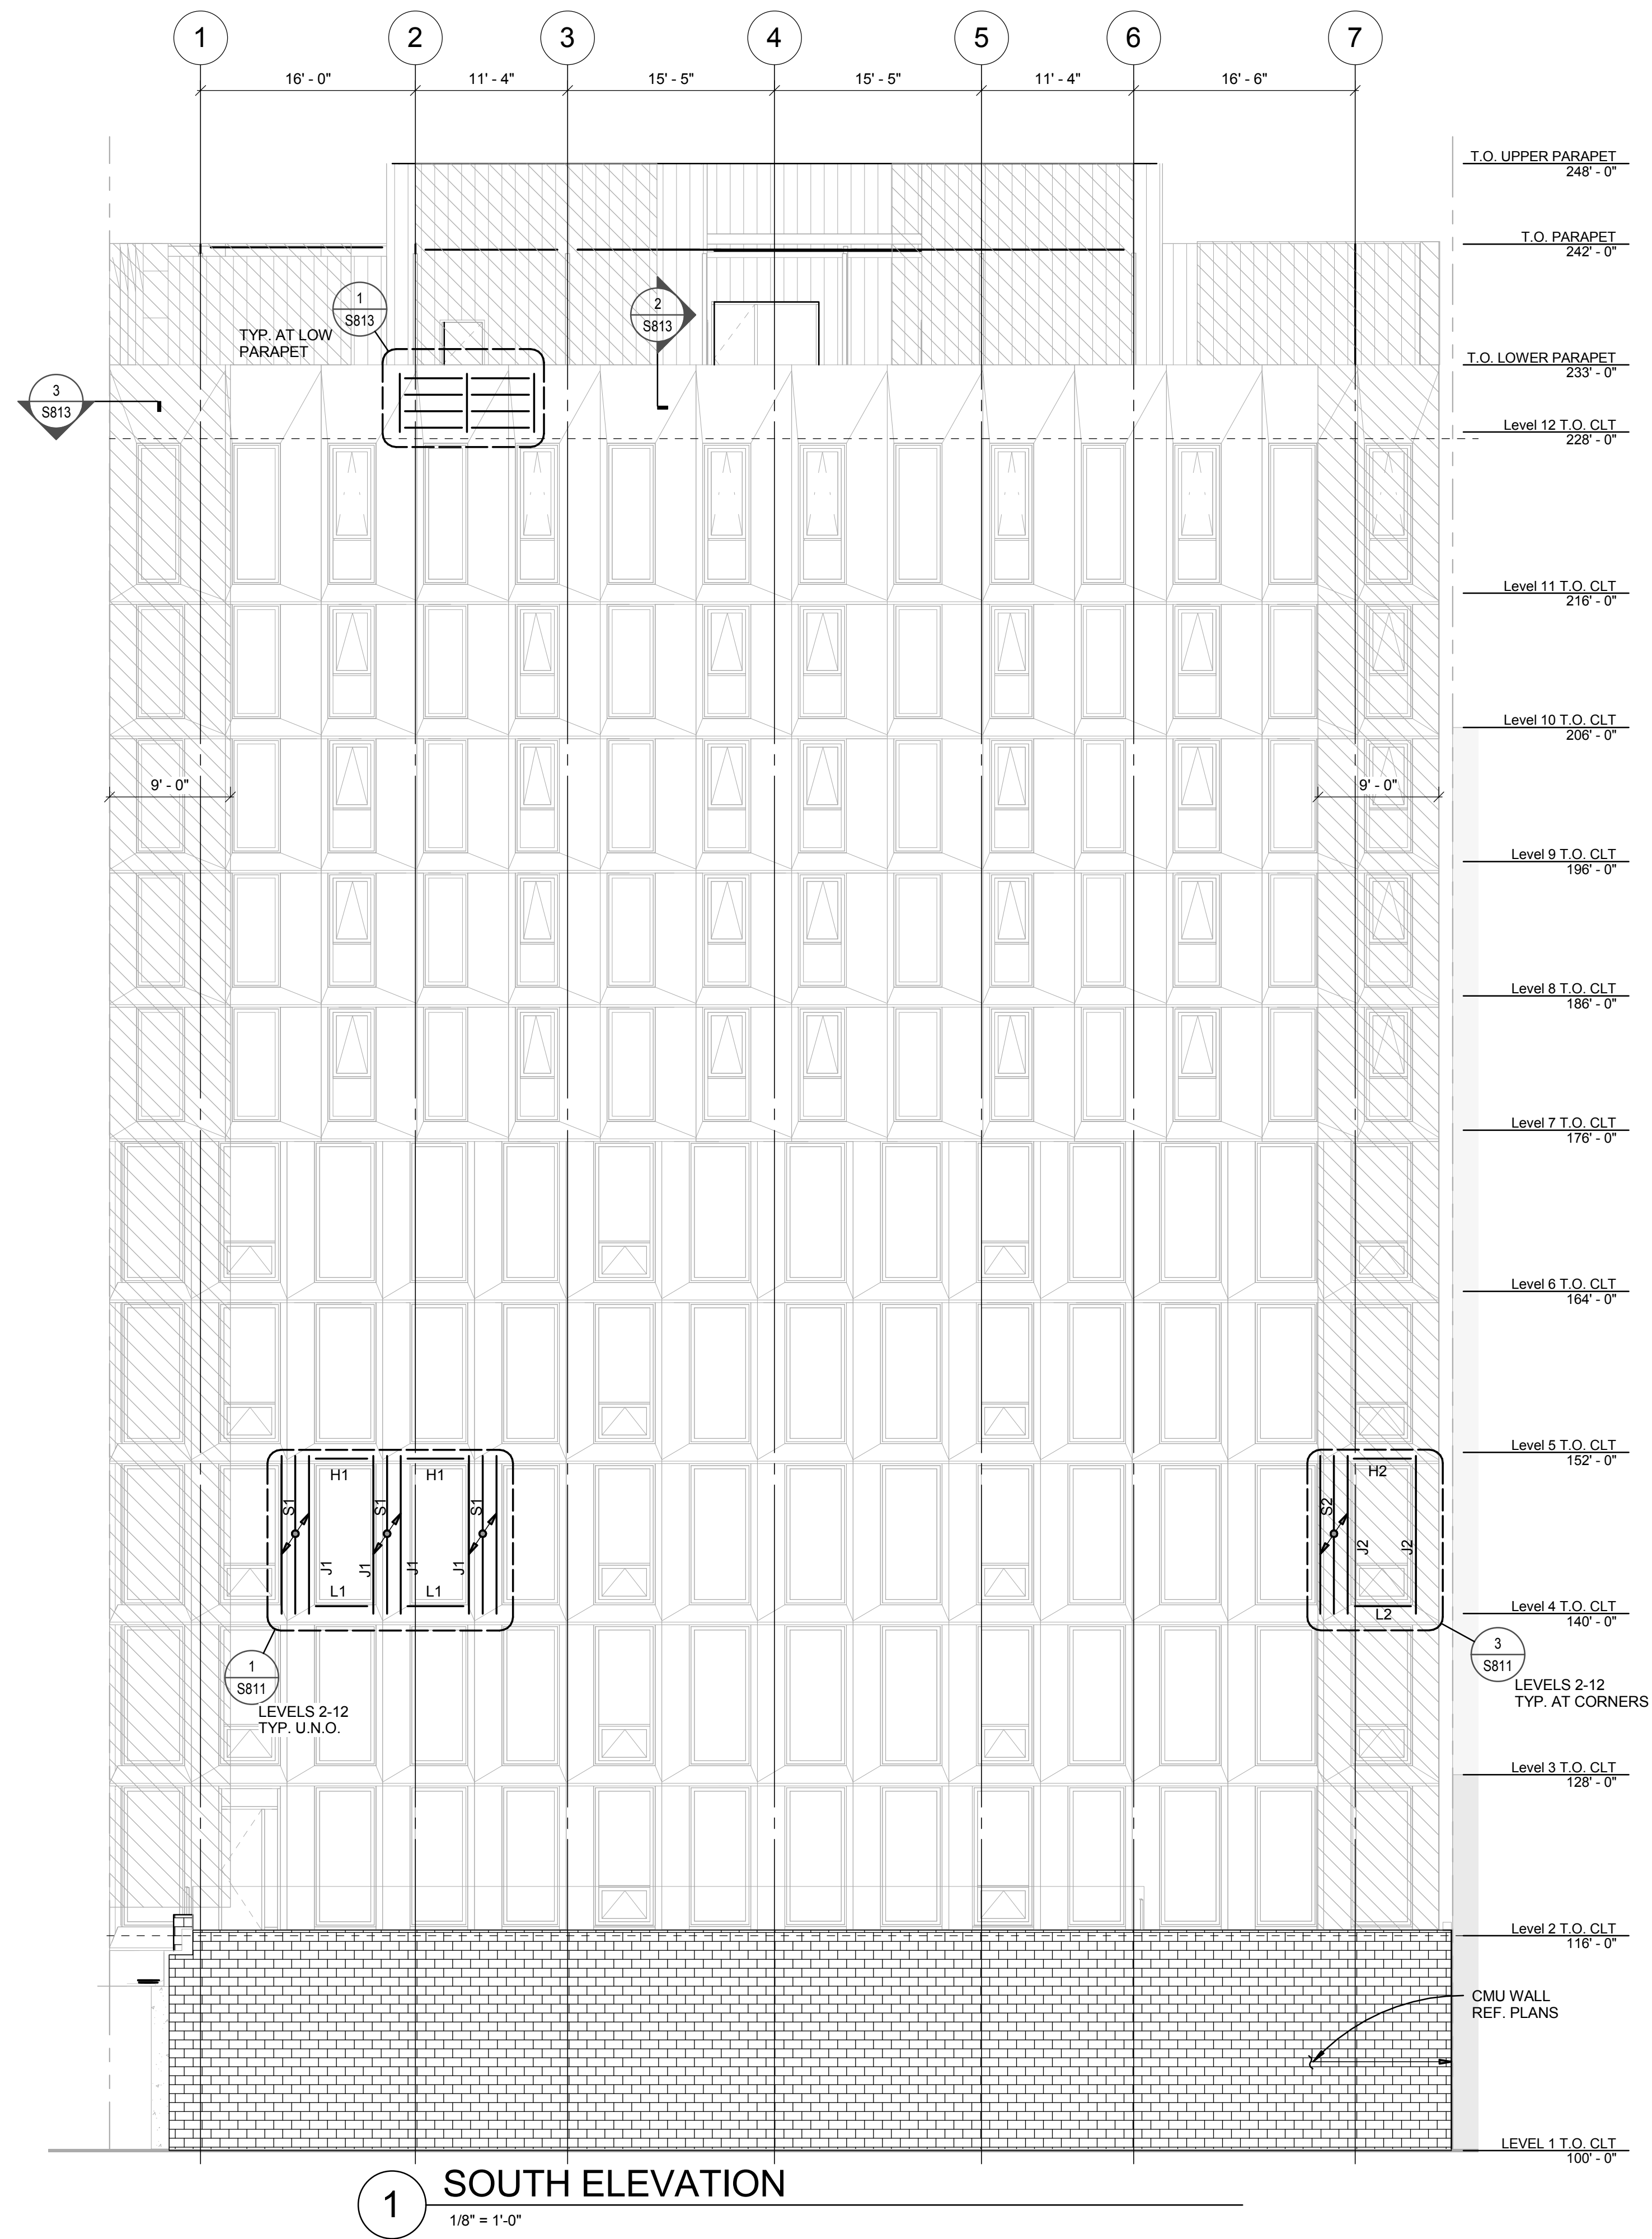 1 2 3 4 5 6 7
16' - 0" 11' - 4" 15' - 5" 15' - 5" 11' - 4" 16' - 6"
T.O. UPPER PARAPET
248' - 0"
T.O. PARAPET
242' - 0"
1
S813
2
S813
TYP. AT LOW
PARAPET
T.O. LOWER PARAPET
233' - 0"
3
S813
Level 12 T.O. CLT
228' - 0"
Level 11 T.O. CLT
216' - 0"
Level 10 T.O. CLT
206' - 0"
9' - 0" 9' - 0"
Level 9 T.O. CLT
196' - 0"
Level 8 T.O. CLT
186' - 0"
Level 7 T.O. CLT
176' - 0"
Level 6 T.O. CLT
164' - 0"
Level 5 T.O. CLT
152' - 0"
H1 H1 H2
S1 S1 S1 S2
J1 J1 J1 J1 J2 J2
L1 L1 L2
Level 4 T.O. CLT
140' - 0"
1
S811
LEVELS 2-12
TYP. U.N.O.
3
S811
LEVELS 2-12
TYP. AT CORNERS
Level 3 T.O. CLT
128' - 0"
Level 2 T.O. CLT
116' - 0"
CMU WALL
REF. PLANS
LEVEL 1 T.O. CLT
100' - 0"
1 SOUTH ELEVATION
1/8" = 1'-0"